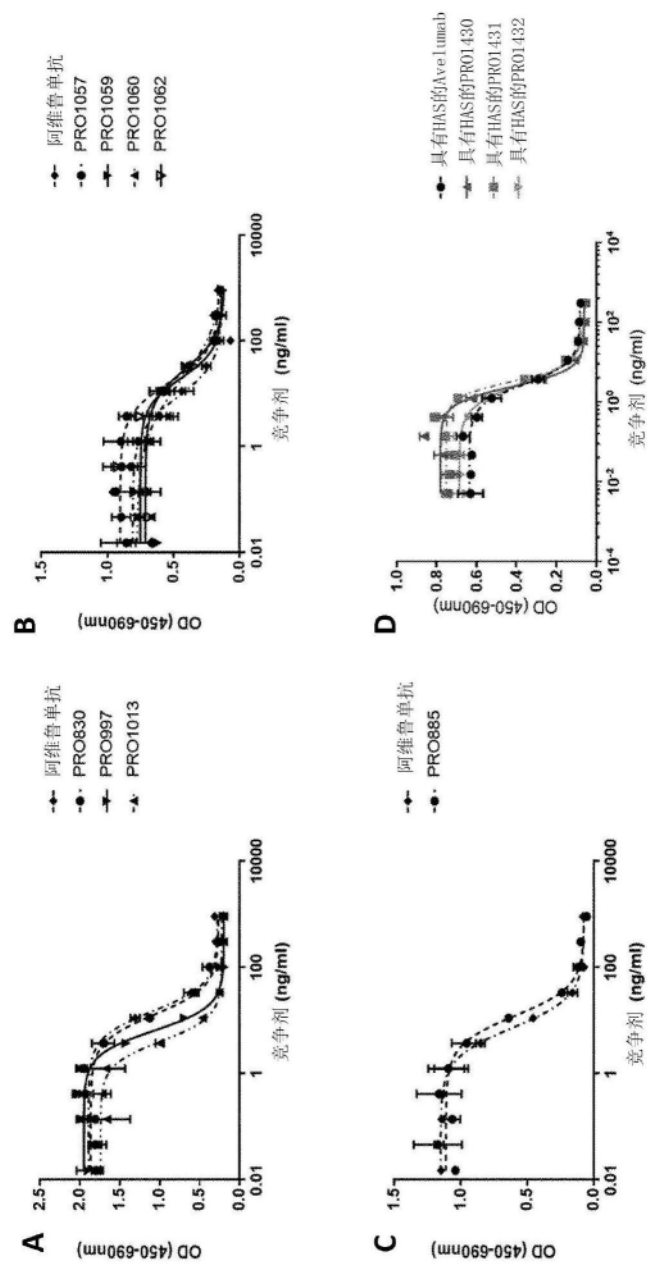 A
OD (450-690nm)
2.5
2.0
1.5
1.0
0.5
0.0
0.01
1
100
10000
竞争剂 (ng/ml)
阿维鲁单抗
PRO830
PRO997
PRO1013
B
OD (450-690nm)
1.5
1.0
0.5
0.0
0.01
1
100
10000
竞争剂 (ng/ml)
阿维鲁单抗
PRO1057
PRO1059
PRO1060
PRO1062
C
OD (450-690nm)
1.5
1.0
0.5
0.0
0.01
1
100
10000
竞争剂 (ng/ml)
阿维鲁单抗
PRO885
D
OD (450-690nm)
1.0
0.8
0.6
0.4
0.2
0.0
10⁻⁴
10⁻²
10⁰
10²
10⁴
竞争剂 (ng/ml)
具有HAS的Avelumab
具有HAS的PRO1430
具有HAS的PRO1431
具有HAS的PRO1432